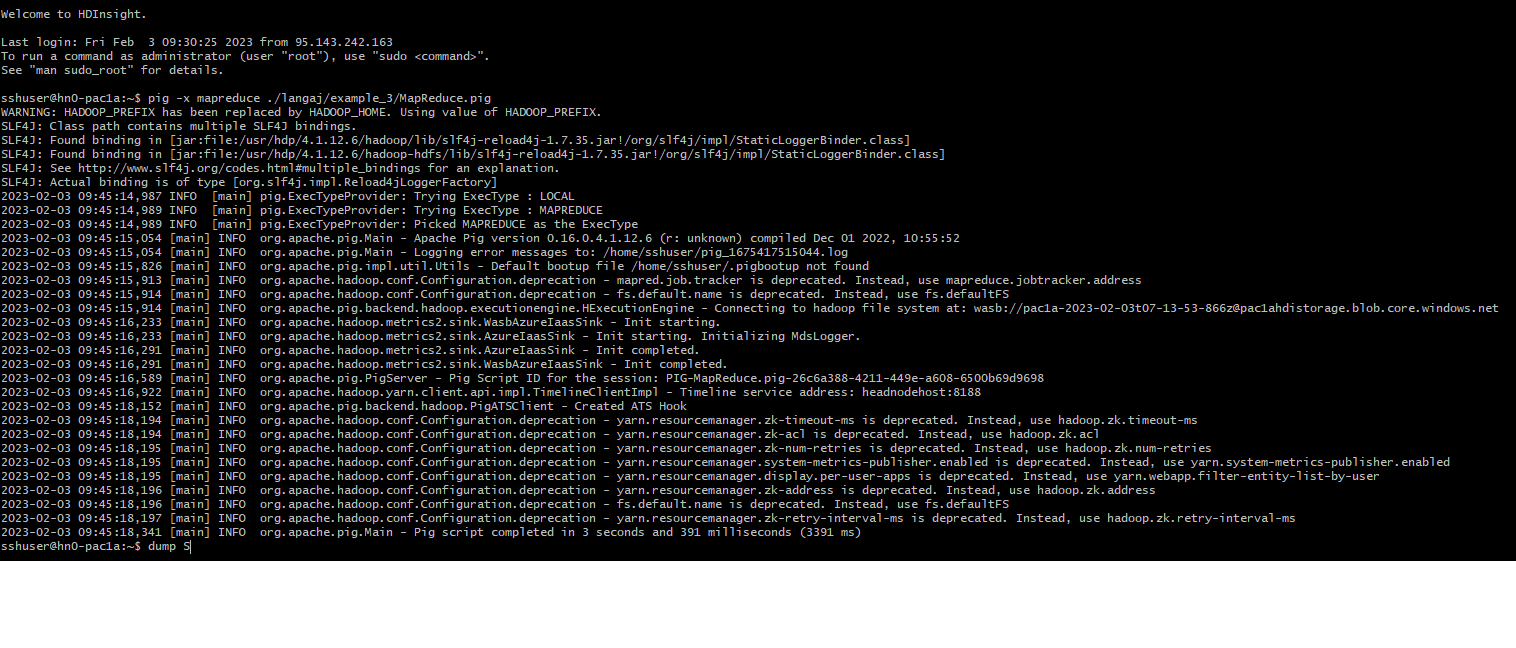 Welcome to HDInsight.
Last login: Fri Feb  3 09:30:25 2023 from 95.143.242.163
To run a command as administrator (user "root"), use "sudo <command>".
See "man sudo_root" for details.
sshuser@hn0-pac1a:~$ pig -x mapreduce ./langaj/example_3/MapReduce.pig
WARNING: HADOOP_PREFIX has been replaced by HADOOP_HOME. Using value of HADOOP_PREFIX.
SLF4J: Class path contains multiple SLF4J bindings.
SLF4J: Found binding in [jar:file:/usr/hdp/4.1.12.6/hadoop/lib/slf4j-reload4j-1.7.35.jar!/org/slf4j/impl/StaticLoggerBinder.class]
SLF4J: Found binding in [jar:file:/usr/hdp/4.1.12.6/hadoop-hdfs/lib/slf4j-reload4j-1.7.35.jar!/org/slf4j/impl/StaticLoggerBinder.class]
SLF4J: See http://www.slf4j.org/codes.html#multiple_bindings for an explanation.
SLF4J: Actual binding is of type [org.slf4j.impl.Reload4jLoggerFactory]
2023-02-03 09:45:14,987 INFO  [main] pig.ExecTypeProvider: Trying ExecType : LOCAL
2023-02-03 09:45:14,989 INFO  [main] pig.ExecTypeProvider: Trying ExecType : MAPREDUCE
2023-02-03 09:45:14,989 INFO  [main] pig.ExecTypeProvider: Picked MAPREDUCE as the ExecType
2023-02-03 09:45:15,054 [main] INFO  org.apache.pig.Main - Apache Pig version 0.16.0.4.1.12.6 (r: unknown) compiled Dec 01 2022, 10:55:52
2023-02-03 09:45:15,054 [main] INFO  org.apache.pig.Main - Logging error messages to: /home/sshuser/pig_1675417515044.log
2023-02-03 09:45:15,826 [main] INFO  org.apache.pig.impl.util.Utils - Default bootup file /home/sshuser/.pigbootup not found
2023-02-03 09:45:15,913 [main] INFO  org.apache.hadoop.conf.Configuration.deprecation - mapred.job.tracker is deprecated. Instead, use mapreduce.jobtracker.address
2023-02-03 09:45:15,914 [main] INFO  org.apache.hadoop.conf.Configuration.deprecation - fs.default.name is deprecated. Instead, use fs.defaultFS
2023-02-03 09:45:15,914 [main] INFO  org.apache.pig.backend.hadoop.executionengine.HExecutionEngine - Connecting to hadoop file system at: wasb://pac1a-2023-02-03t07-13-53-866z@pac1ahdistorage.blob.core.windows.net
2023-02-03 09:45:16,233 [main] INFO  org.apache.hadoop.metrics2.sink.WasbAzureIaasSink - Init starting.
2023-02-03 09:45:16,233 [main] INFO  org.apache.hadoop.metrics2.sink.AzureIaasSink - Init starting. Initializing MdsLogger.
2023-02-03 09:45:16,291 [main] INFO  org.apache.hadoop.metrics2.sink.AzureIaasSink - Init completed.
2023-02-03 09:45:16,291 [main] INFO  org.apache.hadoop.metrics2.sink.WasbAzureIaasSink - Init completed.
2023-02-03 09:45:16,589 [main] INFO  org.apache.pig.PigServer - Pig Script ID for the session: PIG-MapReduce.pig-26c6a388-4211-449e-a608-6500b69d9698
2023-02-03 09:45:16,922 [main] INFO  org.apache.hadoop.yarn.client.api.impl.TimelineClientImpl - Timeline service address: headnodehost:8188
2023-02-03 09:45:18,152 [main] INFO  org.apache.pig.backend.hadoop.PigATSClient - Created ATS Hook
2023-02-03 09:45:18,194 [main] INFO  org.apache.hadoop.conf.Configuration.deprecation - yarn.resourcemanager.zk-timeout-ms is deprecated. Instead, use hadoop.zk.timeout-ms
2023-02-03 09:45:18,194 [main] INFO  org.apache.hadoop.conf.Configuration.deprecation - yarn.resourcemanager.zk-acl is deprecated. Instead, use hadoop.zk.acl
2023-02-03 09:45:18,195 [main] INFO  org.apache.hadoop.conf.Configuration.deprecation - yarn.resourcemanager.zk-num-retries is deprecated. Instead, use hadoop.zk.num-retries
2023-02-03 09:45:18,195 [main] INFO  org.apache.hadoop.conf.Configuration.deprecation - yarn.resourcemanager.system-metrics-publisher.enabled is deprecated. Instead, use yarn.system-metrics-publisher.enabled
2023-02-03 09:45:18,195 [main] INFO  org.apache.hadoop.conf.Configuration.deprecation - yarn.resourcemanager.display.per-user-apps is deprecated. Instead, use yarn.webapp.filter-entity-list-by-user
2023-02-03 09:45:18,196 [main] INFO  org.apache.hadoop.conf.Configuration.deprecation - yarn.resourcemanager.zk-address is deprecated. Instead, use hadoop.zk.address
2023-02-03 09:45:18,196 [main] INFO  org.apache.hadoop.conf.Configuration.deprecation - fs.default.name is deprecated. Instead, use fs.defaultFS
2023-02-03 09:45:18,197 [main] INFO  org.apache.hadoop.conf.Configuration.deprecation - yarn.resourcemanager.zk-retry-interval-ms is deprecated. Instead, use hadoop.zk.retry-interval-ms
2023-02-03 09:45:18,341 [main] INFO  org.apache.pig.Main - Pig script completed in 3 seconds and 391 milliseconds (3391 ms)
sshuser@hn0-pac1a:~$ dump S